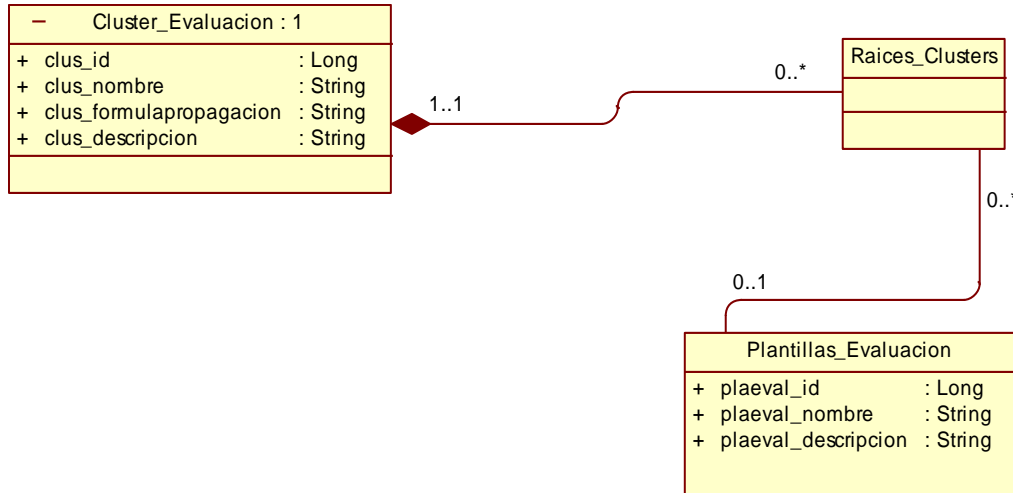 Cluster_Evaluacion : 1
+ clus_id : Long
+ clus_nombre : String
+ clus_formulapropagacion : String
+ clus_descripcion : String
1..1
0..*
Raices_Clusters
0..*
0..1
Plantillas_Evaluacion
+ plaeval_id : Long
+ plaeval_nombre : String
+ plaeval_descripcion : String